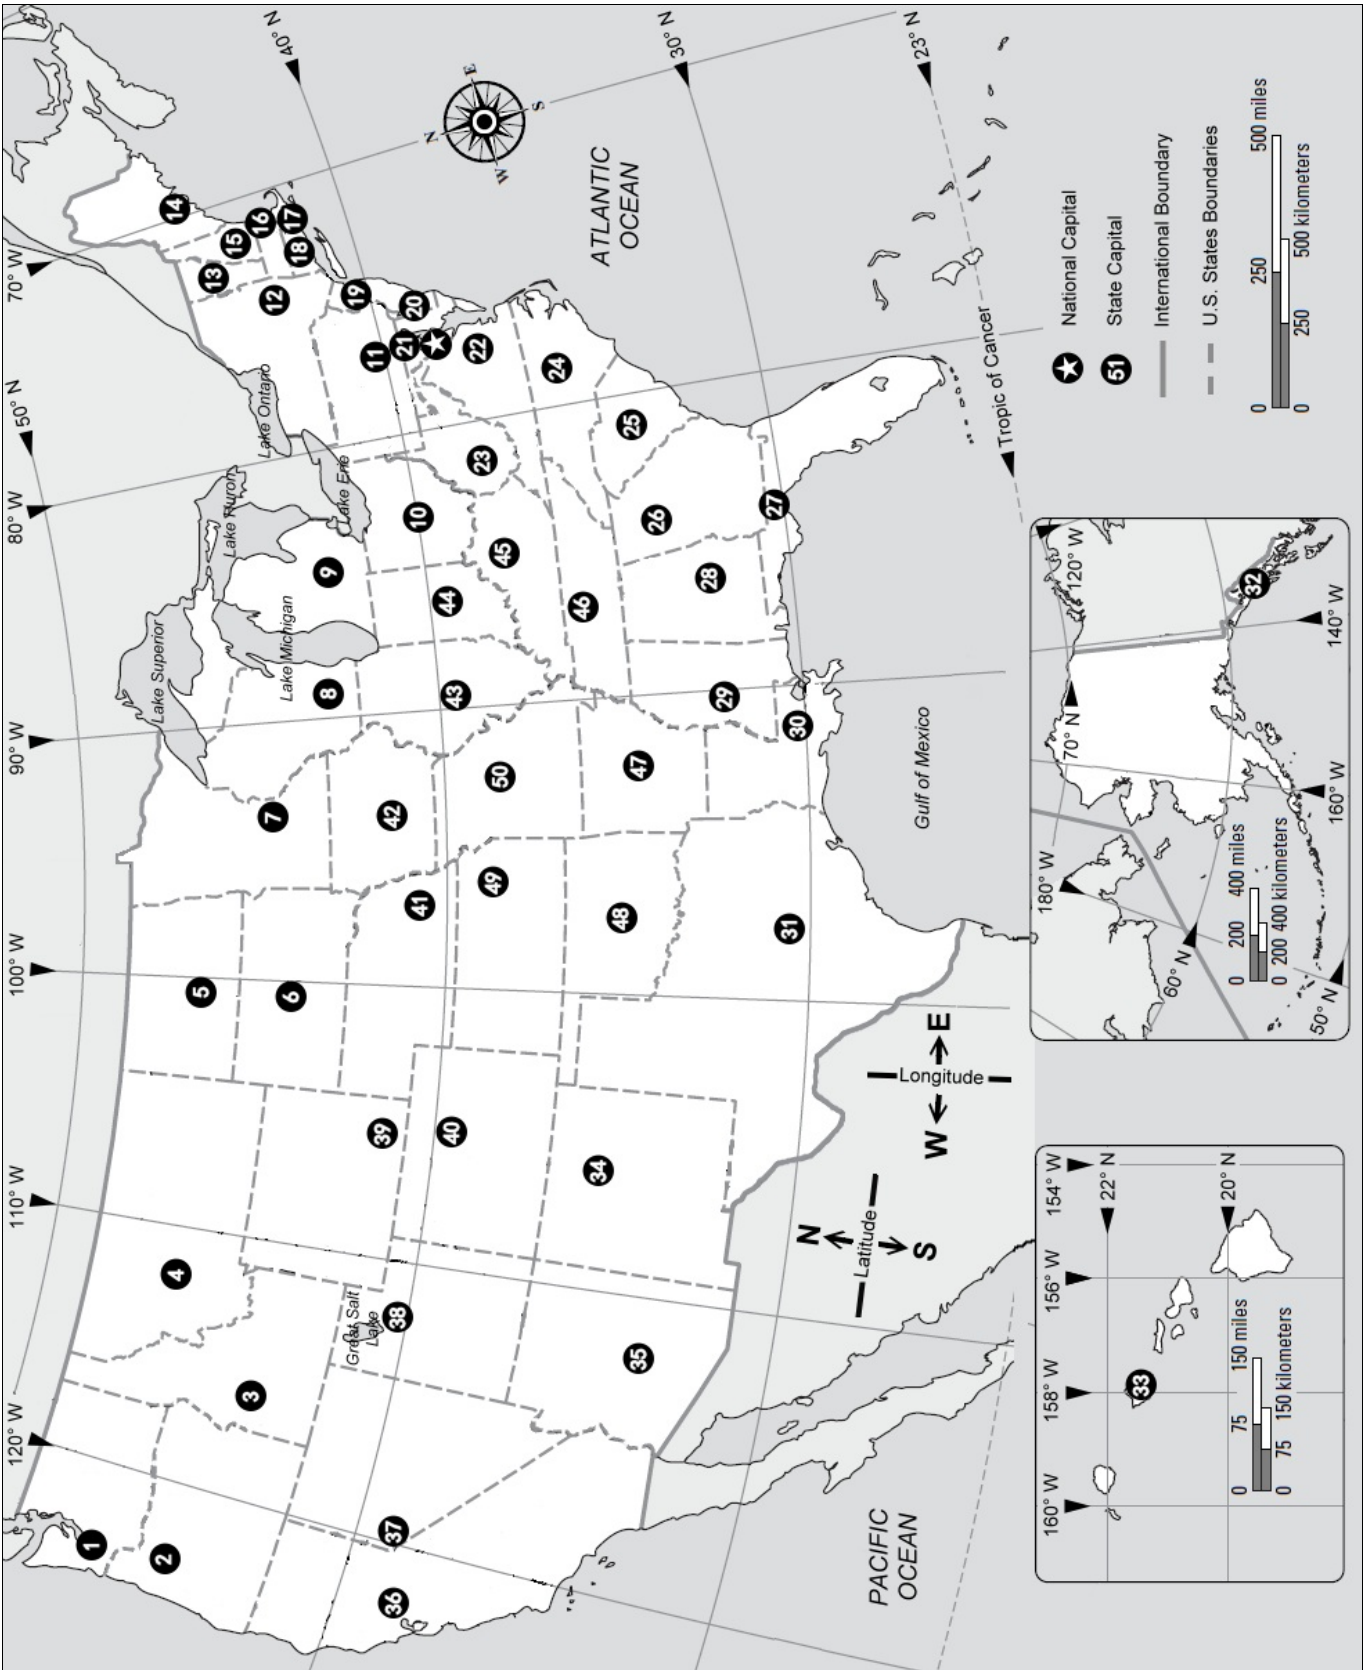 120° W
110° W
100° W
90° W
80° W
50° N
70° W
40° N
30° N
23° N
Lake Superior
Lake Michigan
Lake Huron
Lake Erie
Lake Ontario
Great Salt
Lake
1
2
3
4
5
6
7
8
9
10
11
12
13
14
15
16
17
18
19
20
21
22
23
24
25
26
27
28
29
30
31
34
35
36
37
38
39
40
41
42
43
44
45
46
47
48
49
50
N
E
S
W
ATLANTIC
OCEAN
PACIFIC
OCEAN
Gulf of Mexico
Tropic of Cancer
N
Latitude
S
W
E
Longitude
160° W
158° W
156° W
154° W
22° N
20° N
33
0 75 150 miles
0 75 150 kilometers
180° W
70° N
120° W
60° N
50° N
160° W
140° W
32
0 200 400 miles
0 200 400 kilometers
National Capital
51 State Capital
International Boundary
U.S. States Boundaries
0 250 500 miles
0 250 500 kilometers